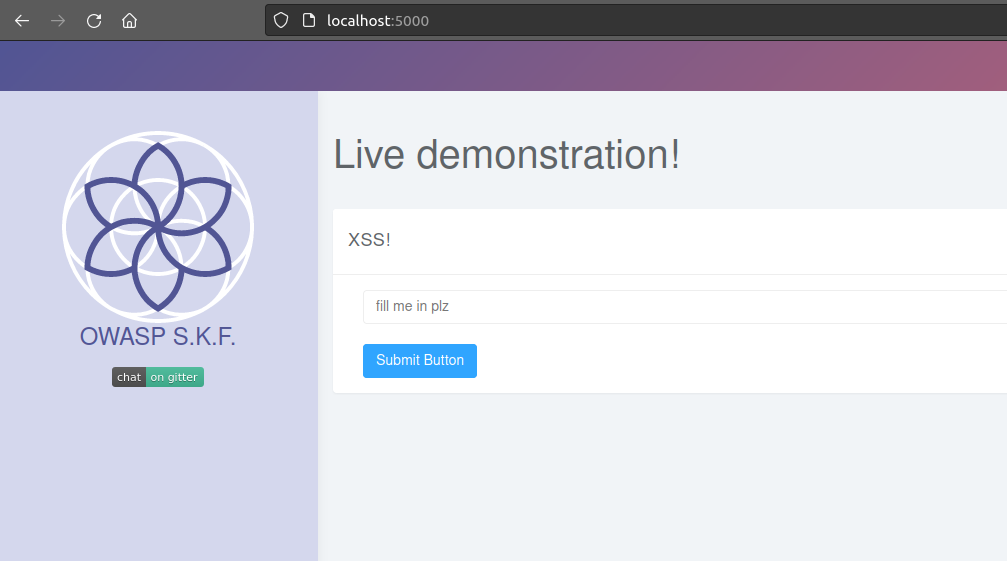 localhost:5000
Live demonstration!
XSS!
fill me in plz
Submit Button
OWASP S.K.F.
chat on gitter